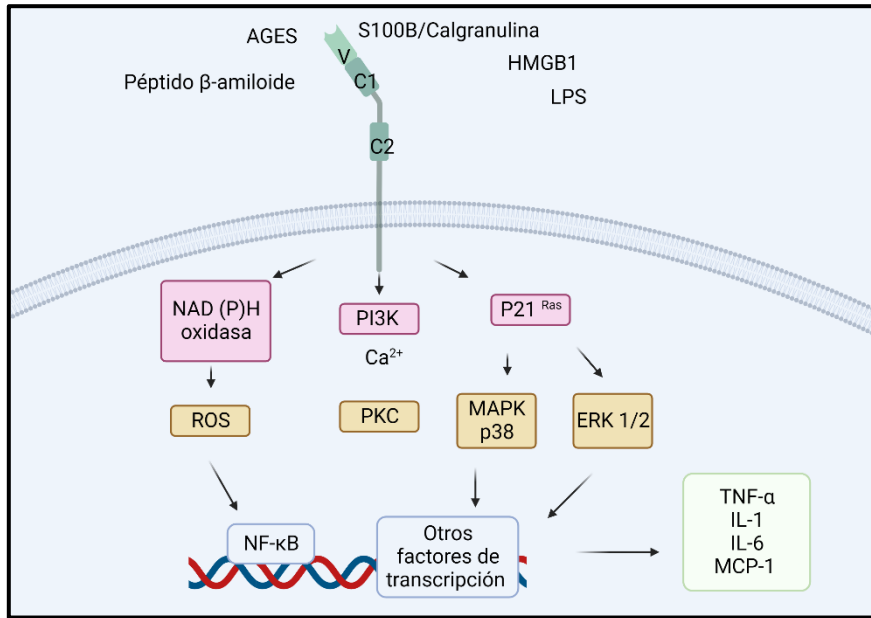 AGES
S100B/Calgranulina
HMGB1
LPS
Péptido β-amiloide
V
C1
C2
NAD (P)H
oxidasa
PI3K
Ca²⁺
P21 ᴿᵃˢ
ROS
PKC
MAPK
p38
ERK 1/2
NF-κB
Otros
factores de
transcripción
TNF-α
IL-1
IL-6
MCP-1